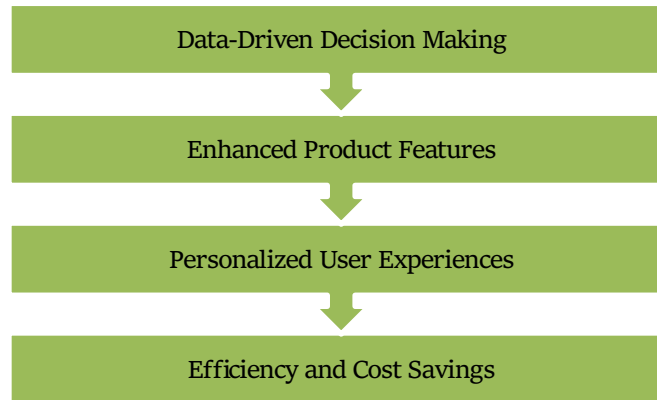 Data-Driven Decision Making
Enhanced Product Features
Personalized User Experiences
Efficiency and Cost Savings